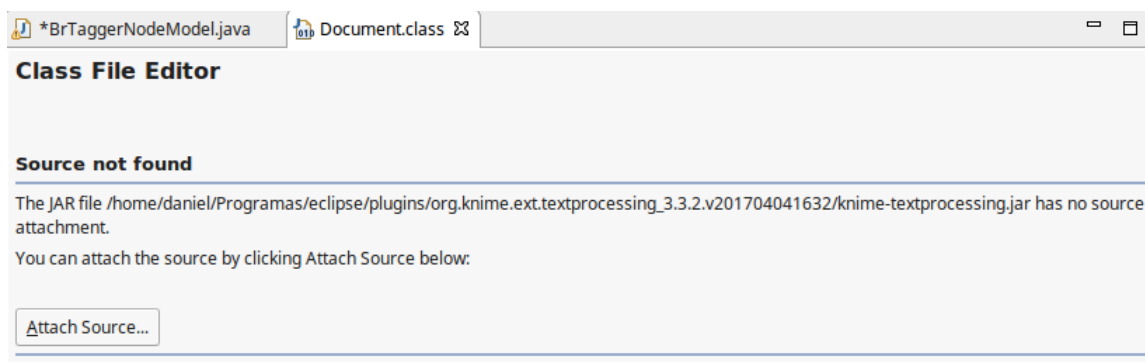 *BrTaggerNodeModel.java Document.class
Class File Editor
Source not found
The JAR file /home/daniel/Programas/eclipse/plugins/org.knime.ext.textprocessing_3.3.2.v201704041632/knime-textprocessing.jar has no source
attachment.
You can attach the source by clicking Attach Source below:
Attach Source...